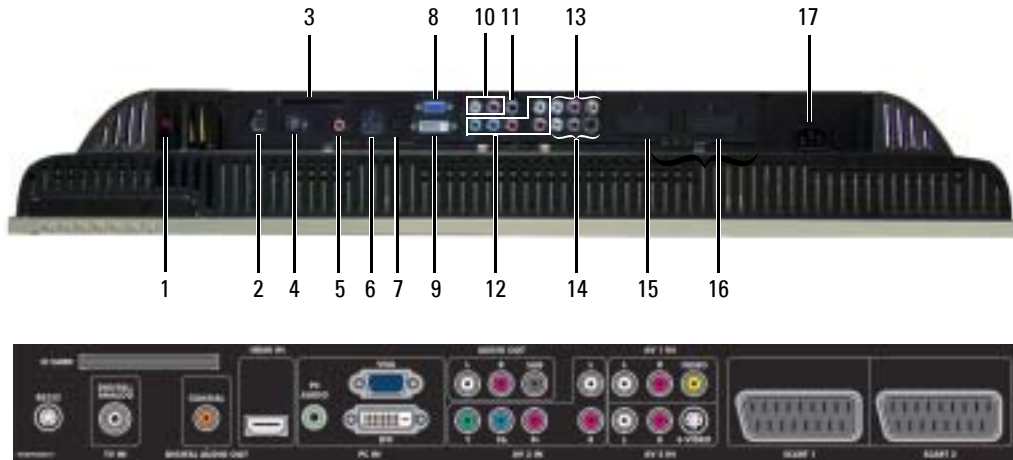 3 8 10 11 13 17
1 2 4 5 6 7 9 12 14 15 16
HDMI IN AUDIO OUT AV 1 IN
VGA L R SUB L L R VIDEO
DIGITAL
ANALOG
COAXIAL PC
AUDIO
DVI Y Pb Pr R L R S-VIDEO
TV IN DIGITAL AUDIO OUT PC IN AV 2 IN AV 3 IN SCART 1 SCART 2